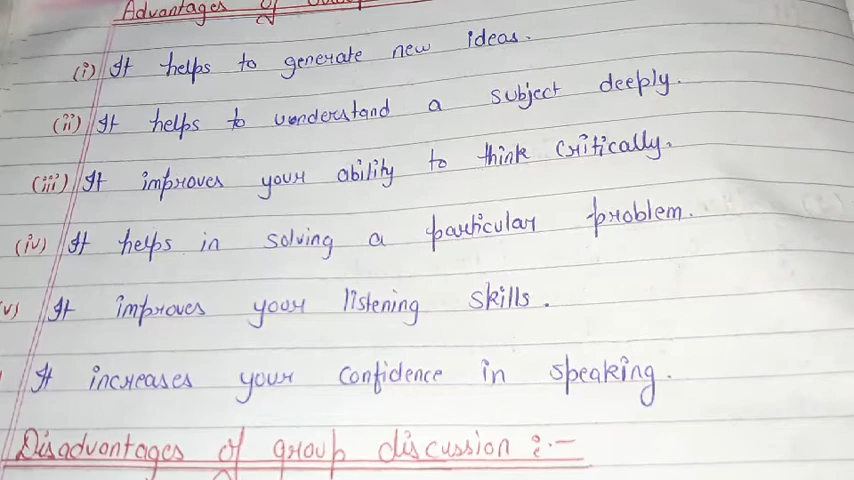 Advantages of
(i) It helps to generate new ideas.
(ii) It helps to understand a subject deeply.
(iii) It improves your ability to think critically.
(iv) It helps in solving a particular problem.
(v) It improves your listening skills.
It increases your confidence in speaking.
Disadvantages of group discussion :-